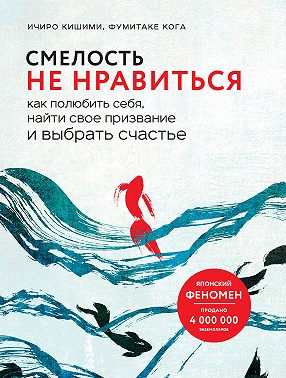 ИЧИРО КИШИМИ, ФУМИТАКЕ КОГА
СМЕЛОСТЬ
НЕ НРАВИТЬСЯ
как полюбить себя,
найти свое призвание
и выбрать счастье
ЯПОНСКИЙ
ФЕНОМЕН
ПРОДАНО
4 000 000
ЭКЗЕМПЛЯРОВ